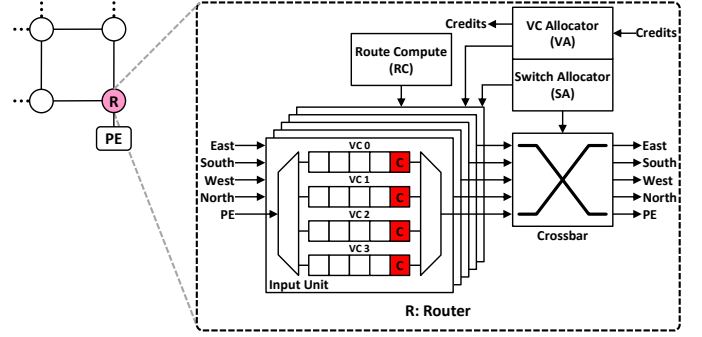 R
PE
Credits
VC Allocator
(VA)
Credits
Route Compute
(RC)
Switch Allocator
(SA)
East
South
West
North
PE
VC 0
C
VC 1
C
VC 2
C
VC 3
C
Input Unit
East
South
West
North
PE
Crossbar
R: Router